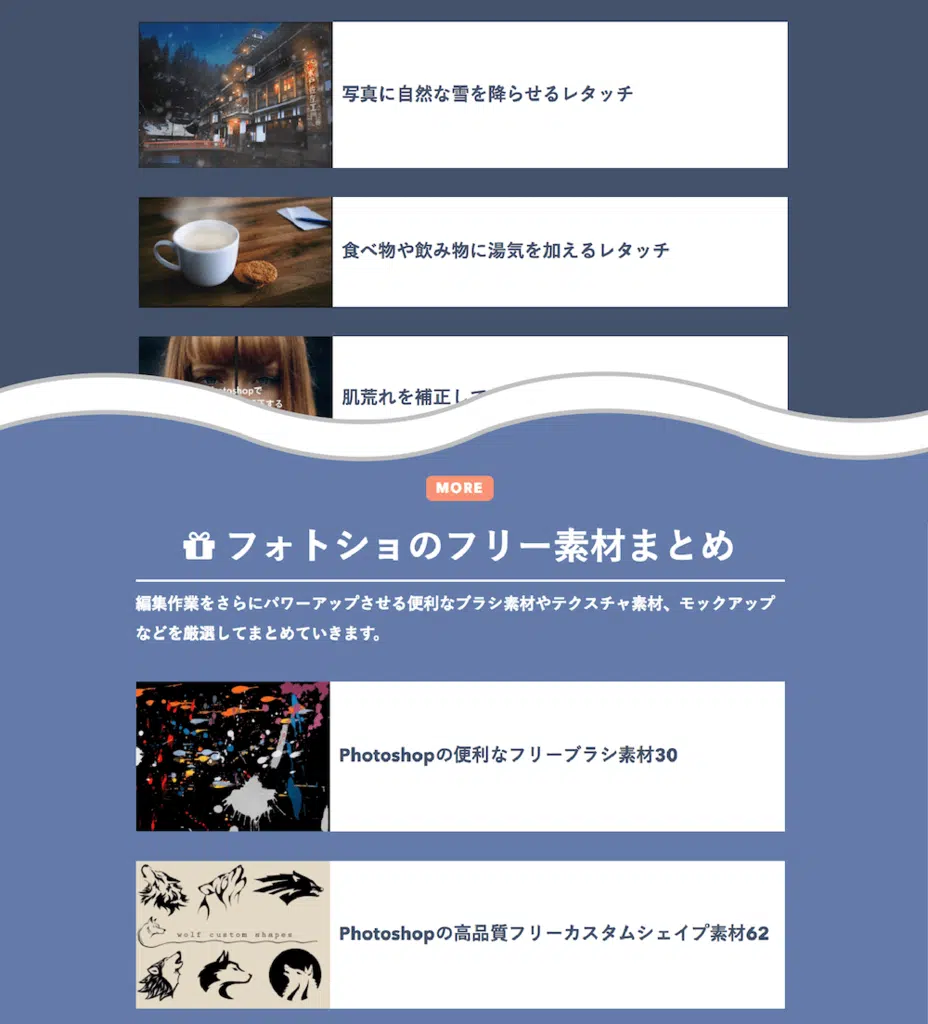 写真に自然な雪を降らせるレタッチ
食べ物や飲み物に湯気を加えるレタッチ
hotoshopで
正する
肌荒れを補正して
MORE
フォトショのフリー素材まとめ
編集作業をさらにパワーアップさせる便利なブラシ素材やテクスチャ素材、モックアップ
などを厳選してまとめていきます。
Photoshopの便利なフリーブラシ素材30
wolf custom shapes
Photoshopの高品質フリーカスタムシェイプ素材62